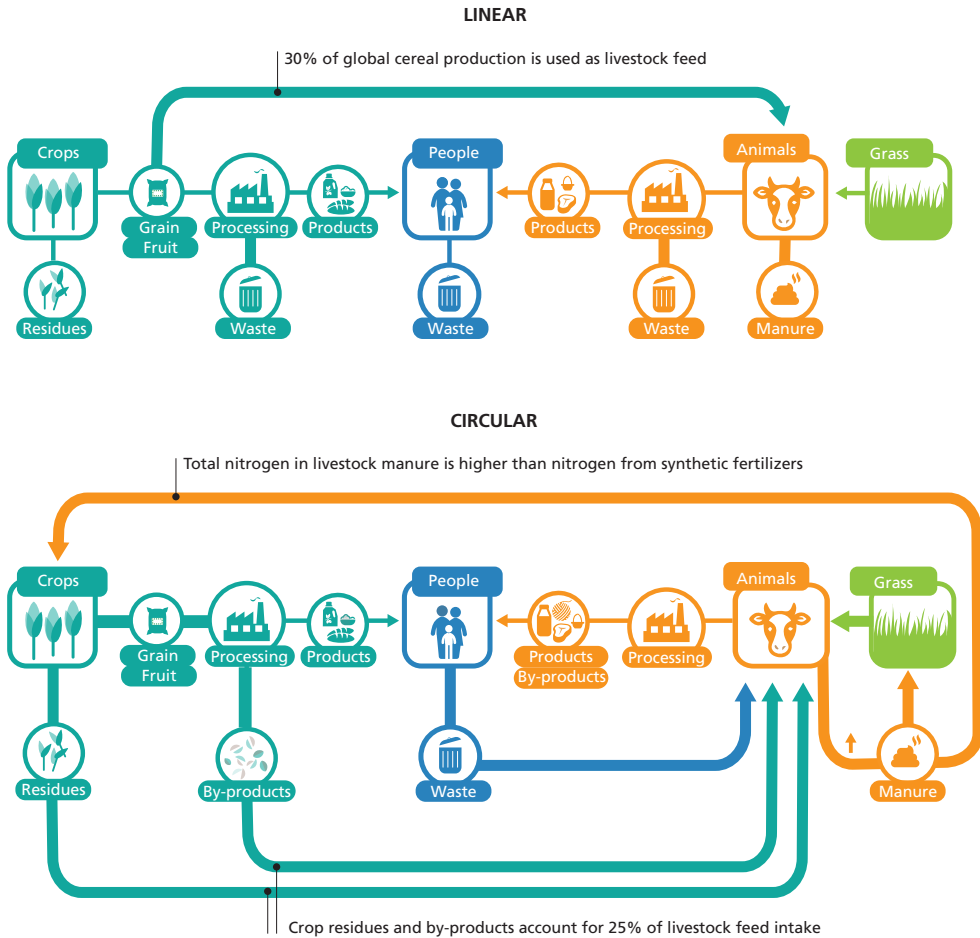 LINEAR
30% of global cereal production is used as livestock feed
Crops
People
Animals
Grass
Grain
Fruit
Processing
Products
Products
Processing
Residues
Waste
Waste
Waste
Manure
CIRCULAR
Total nitrogen in livestock manure is higher than nitrogen from synthetic fertilizers
Crops
People
Animals
Grass
Grain
Fruit
Processing
Products
Products
By-products
Processing
Residues
By-products
Waste
Manure
Crop residues and by-products account for 25% of livestock feed intake